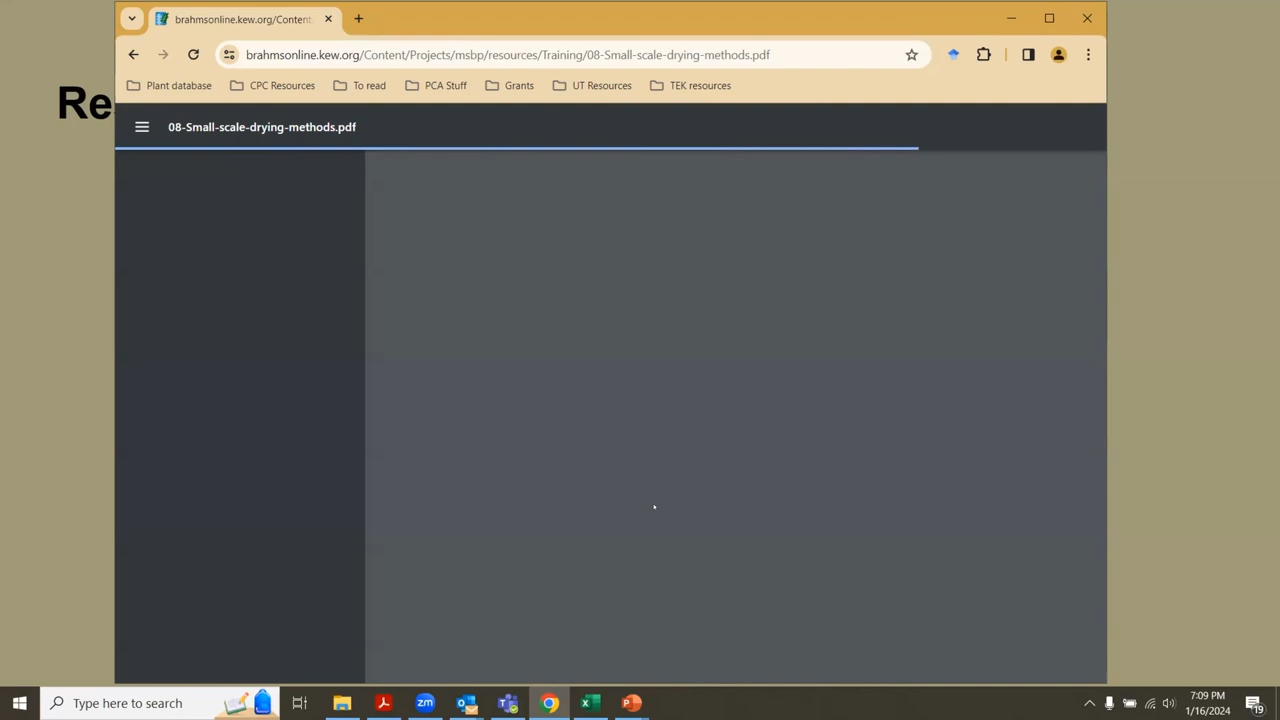 brahmsonline.kew.org/Content
brahmsonline.kew.org/Content/Projects/msbp/resources/Training/08-Small-scale-drying-methods.pdf
Plant database
CPC Resources
To read
PCA Stuff
Grants
UT Resources
TEK resources
Re
08-Small-scale-drying-methods.pdf
Type here to search
zm
7:09 PM
1/16/2024
19